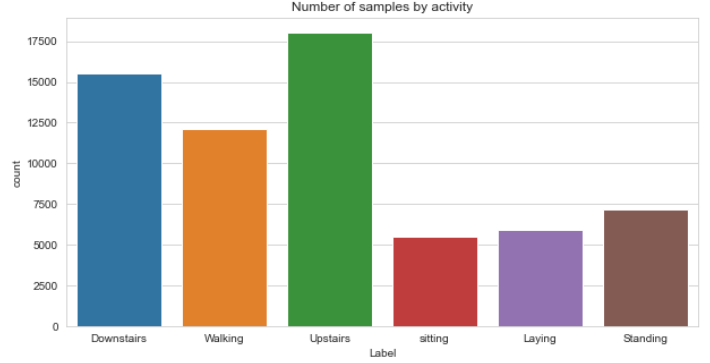 Number of samples by activity
17500
15000
12500
10000
7500
5000
2500
0
count
Downstairs Walking Upstairs sitting Laying Standing
Label